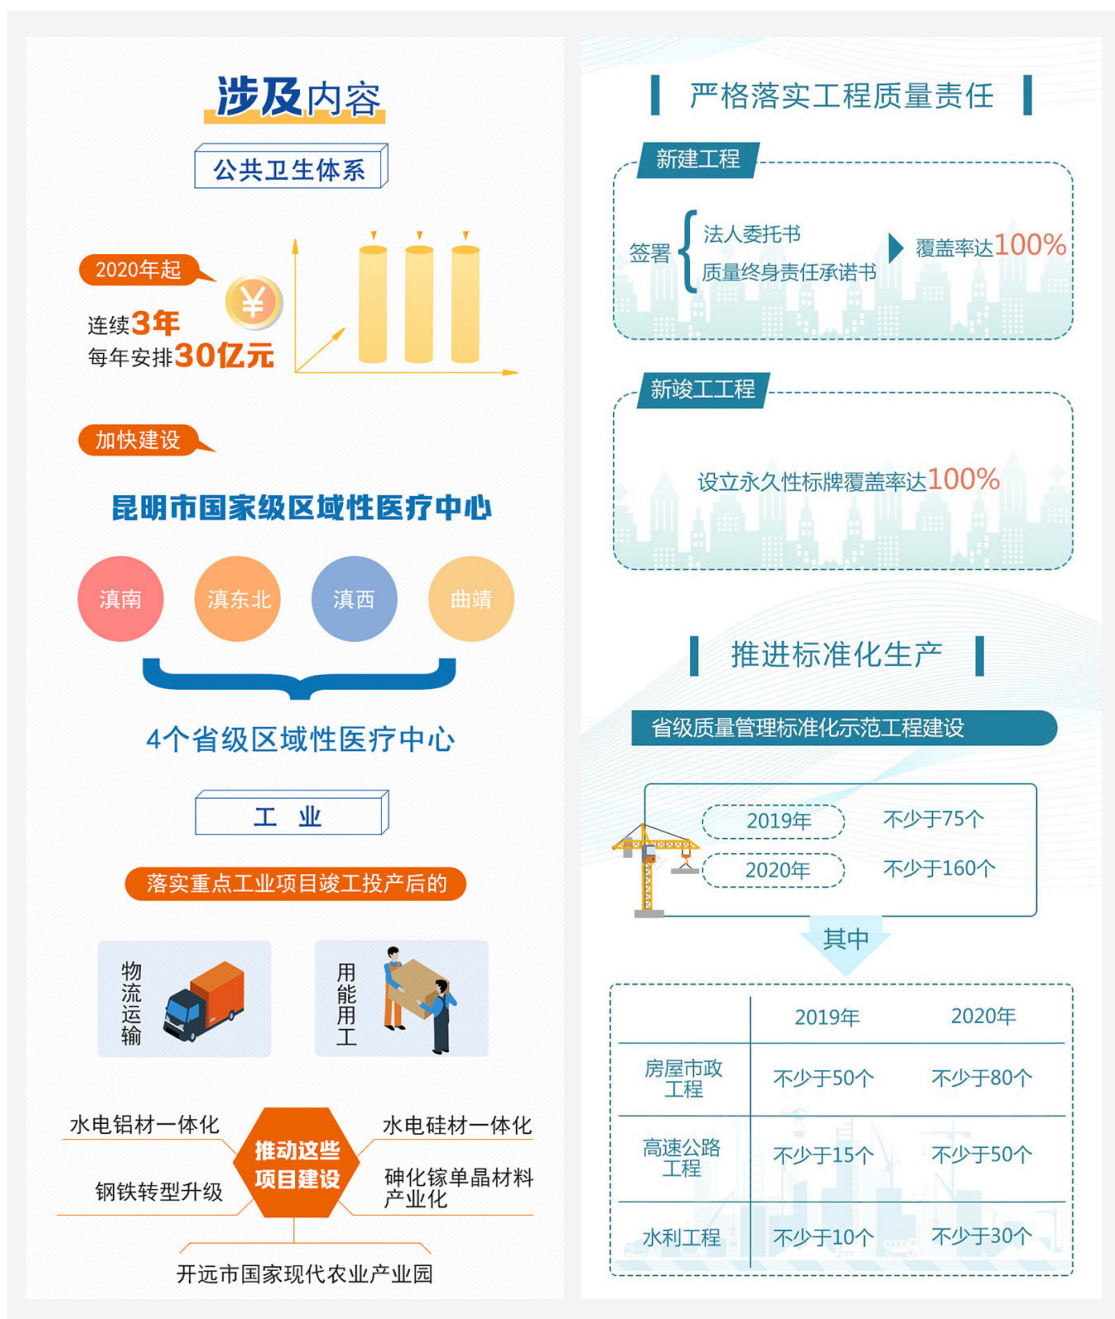 涉及内容
公共卫生体系
2020年起
¥
连续3年
每年安排30亿元
加快建设
昆明市国家级区域性医疗中心
滇南
滇东北
滇西
曲靖
4个省级区域性医疗中心
工 业
落实重点工业项目竣工投产后的
物流运输
用能用工
水电铝材一体化
水电硅材一体化
推动这些
项目建设
钢铁转型升级
砷化镓单晶材料
产业化
开远市国家现代农业产业园
严格落实工程质量责任
新建工程
签署
法人委托书
质量终身责任承诺书
覆盖率达100%
新竣工工程
设立永久性标牌覆盖率达100%
推进标准化生产
省级质量管理标准化示范工程建设
2019年 不少于75个
2020年 不少于160个
其中
2019年 2020年
房屋市政
工程
不少于50个 不少于80个
高速公路
工程
不少于15个 不少于50个
水利工程 不少于10个 不少于30个